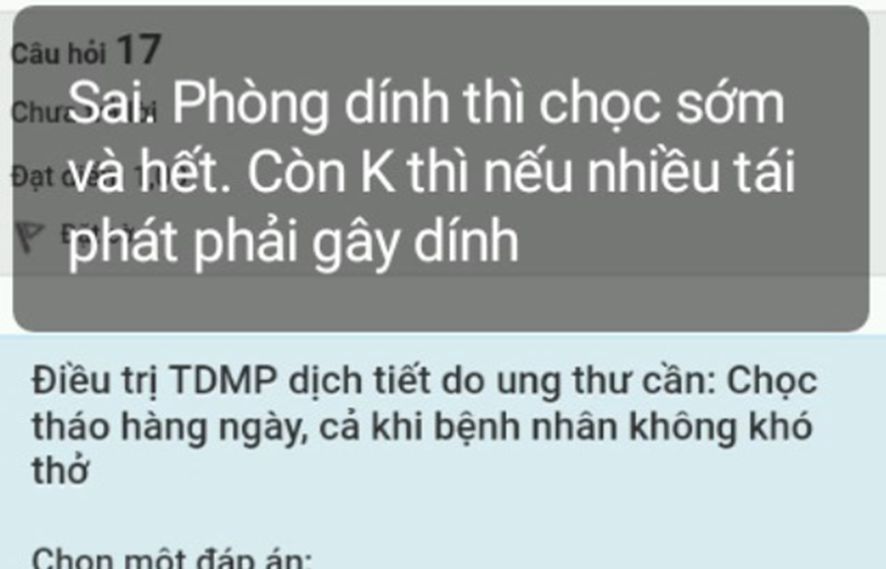 Câu hỏi 17
Sai. Phòng dính thì chọc sớm
và hết. Còn K thì nếu nhiều tái
phát phải gây dính
Chưa
Đạt
Điều trị TDMP dịch tiết do ung thư cần: Chọc
tháo hàng ngày, cả khi bệnh nhân không khó
thở
Chọn một đáp án: